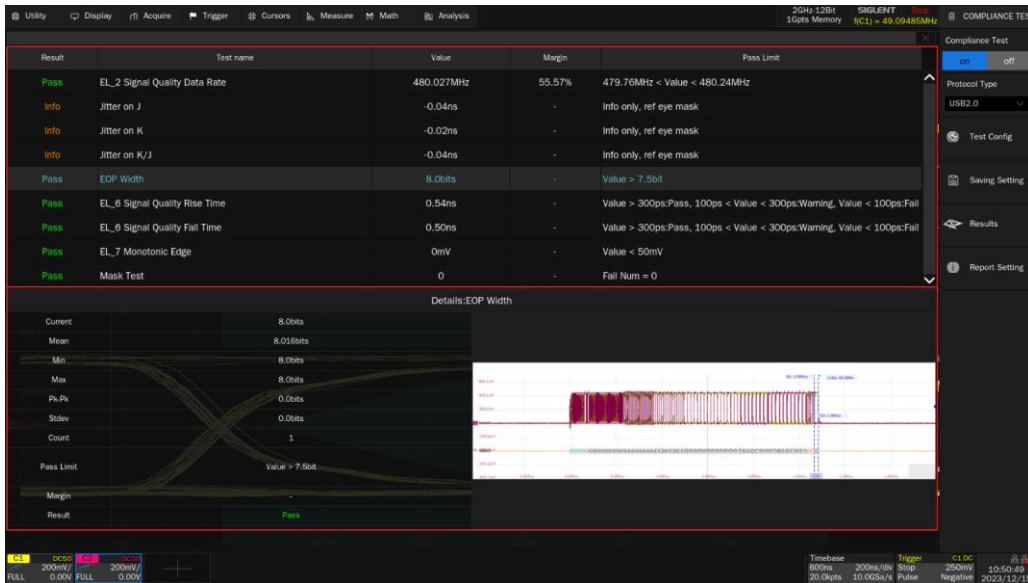 Utility Display Acquire Trigger Cursors Measure Math Analysis
2GHz-12Bit SIGLENT Stop
1Gpts Memory f(C1) = 49.09485MHz
COMPLIANCE TES
Result Test name Value Margin Pass Limit
Pass EL_2 Signal Quality Data Rate 480.027MHz 55.57% 479.76MHz < Value < 480.24MHz
Info Jitter on J -0.04ns - Info only, ref eye mask
Info Jitter on K -0.02ns - Info only, ref eye mask
Info Jitter on K/J -0.04ns - Info only, ref eye mask
Pass EOP Width 8.0bits - Value > 7.5bit
Pass EL_6 Signal Quality Rise Time 0.54ns - Value > 300ps:Pass, 100ps < Value < 300ps:Warning, Value < 100ps:Fail
Pass EL_6 Signal Quality Fall Time 0.50ns - Value > 300ps:Pass, 100ps < Value < 300ps:Warning, Value < 100ps:Fail
Pass EL_7 Monotonic Edge 0mV - Value < 50mV
Pass Mask Test 0 - Fail Num = 0
Details:EOP Width
Current 8.0bits
Mean 8.016bits
Min 8.0bits
Max 8.0bits
Pk-Pk 0.0bits
Stdev 0.0bits
Count 1
Pass Limit Value > 7.5bit
Margin -
Result Pass
Compliance Test
on off
Protocol Type
USB2.0
Test Config
Saving Setting
Results
Report Setting
C1 DC50
200mV/
FULL 0.00V
C2 DC50
200mV/
FULL 0.00V
Timebase
600ns 200ns/div
20.0kpts 10.0GSa/s
Trigger C1 DC
Stop 250mV
Pulse Negative
10:50:49